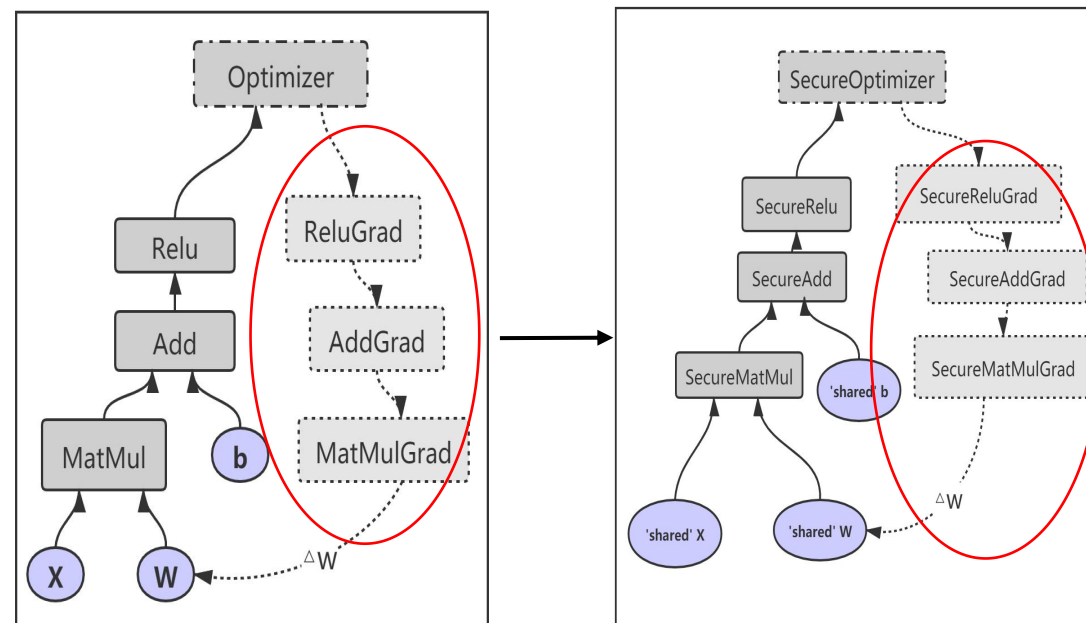 Optimizer
ReluGrad
Relu
AddGrad
Add
MatMulGrad
MatMul
b
△W
X
W
SecureOptimizer
SecureReluGrad
SecureRelu
SecureAddGrad
SecureAdd
SecureMatMulGrad
SecureMatMul
'shared' b
△W
'shared' X
'shared' W